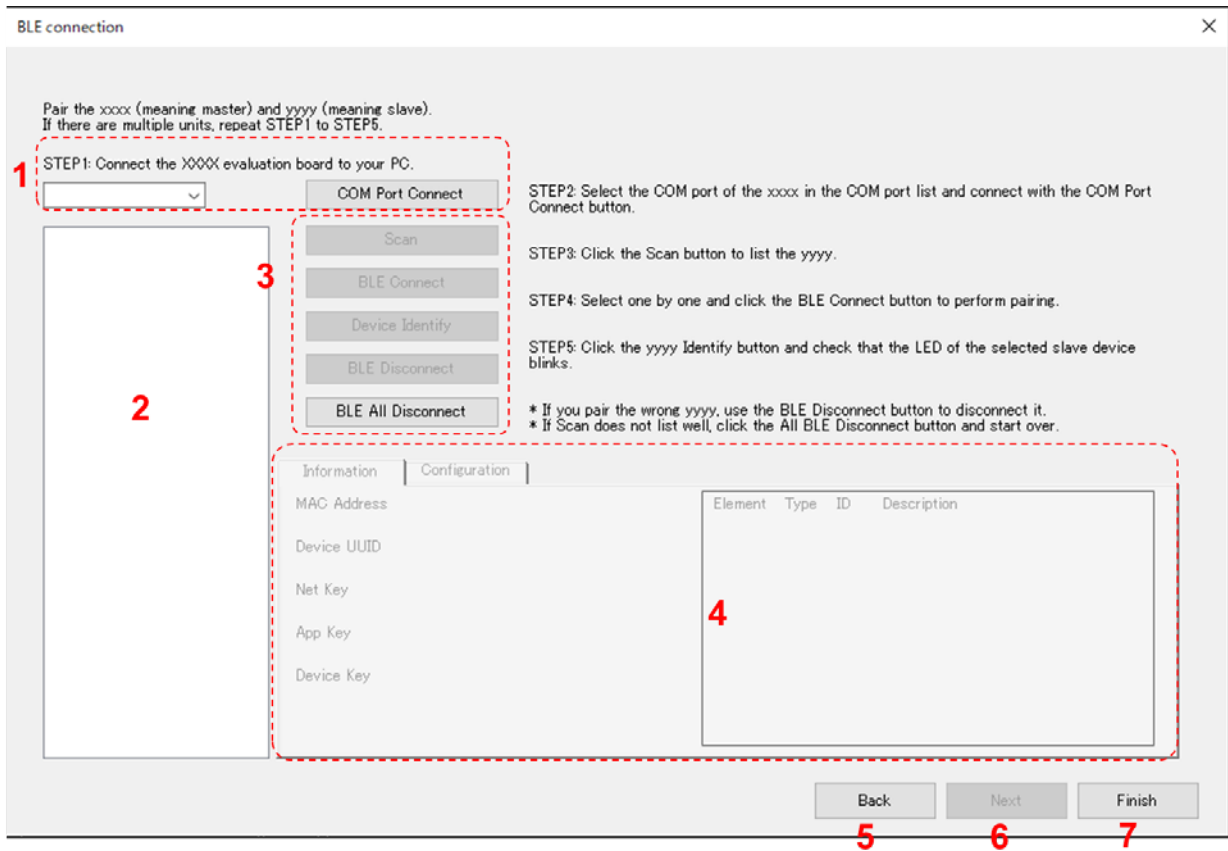 BLE connection
Pair the xxxx (meaning master) and yyyy (meaning slave).
If there are multiple units, repeat STEP1 to STEP5.
1
STEP1: Connect the XXXX evaluation board to your PC.
COM Port Connect
STEP2: Select the COM port of the xxxx in the COM port list and connect with the COM Port
Connect button.
2
3
Scan
BLE Connect
Device Identify
BLE Disconnect
BLE All Disconnect
STEP3: Click the Scan button to list the yyyy.
STEP4: Select one by one and click the BLE Connect button to perform pairing.
STEP5: Click the yyyy Identify button and check that the LED of the selected slave device
blinks.
* If you pair the wrong yyyy, use the BLE Disconnect button to disconnect it.
* If Scan does not list well, click the All BLE Disconnect button and start over.
Information
Configuration
MAC Address
Device UUID
Net Key
App Key
Device Key
Element Type ID Description
4
Back
Next
Finish
5
6
7